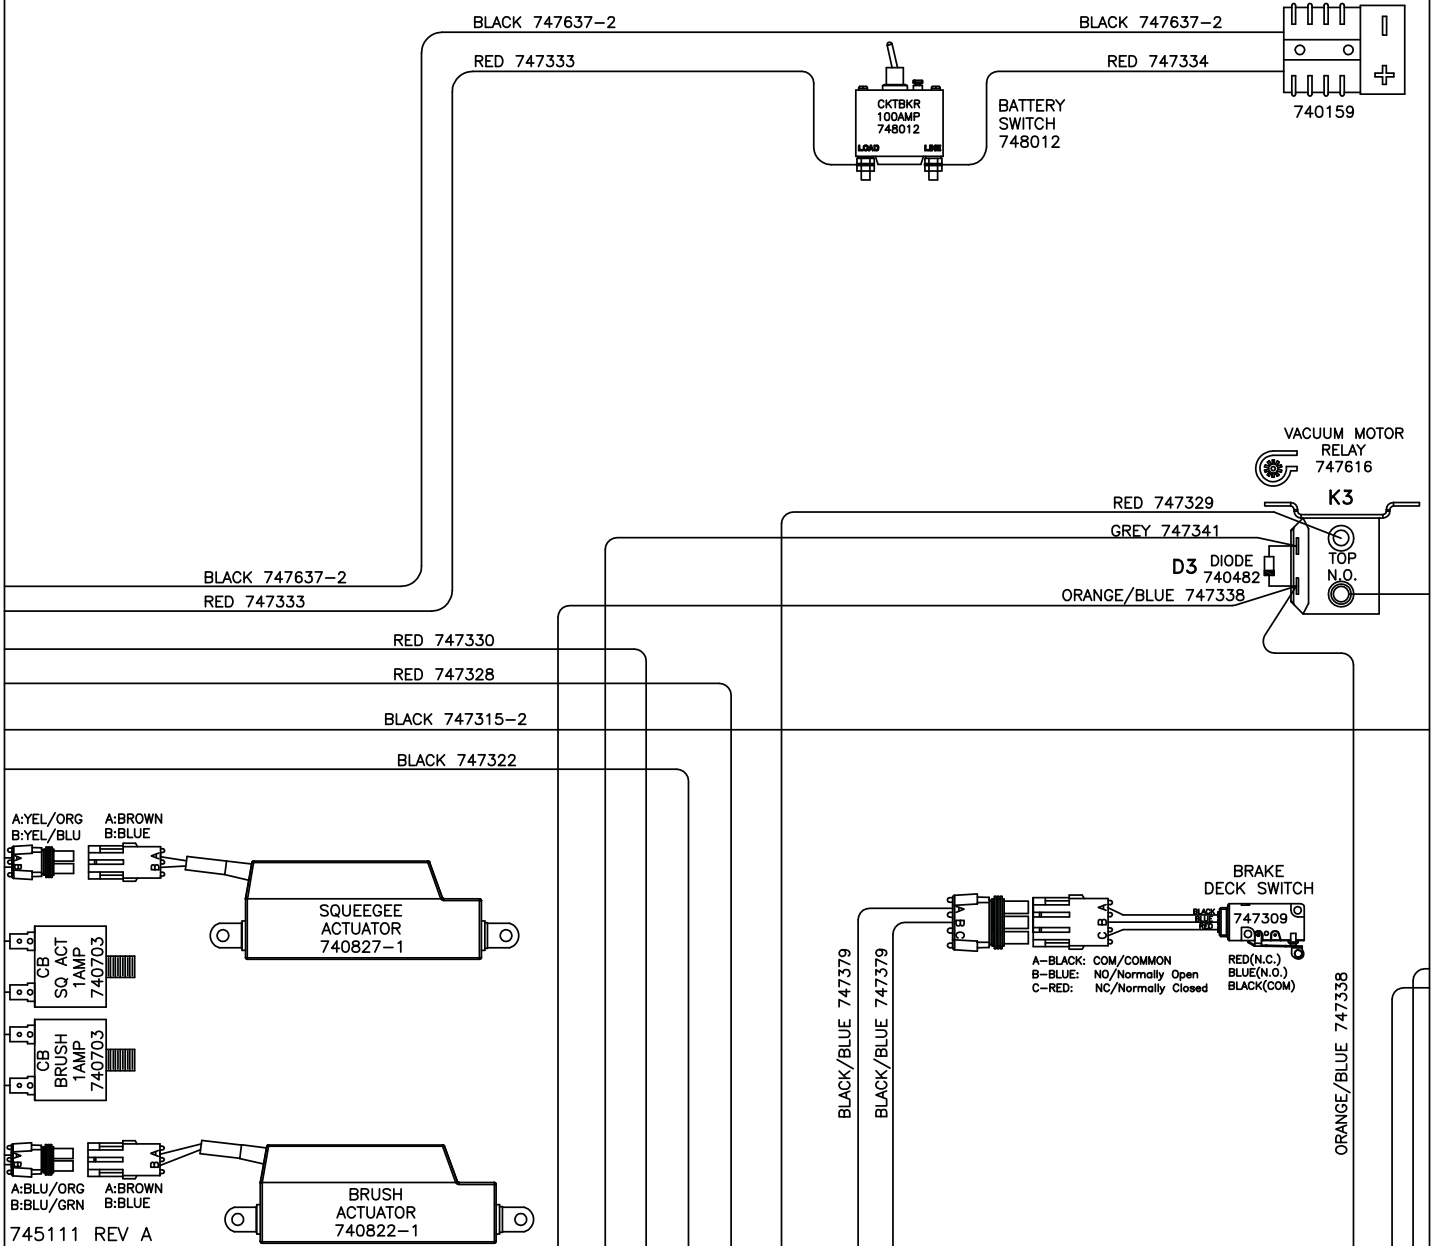 BLACK 747637-2
BLACK 747637-2
RED 747333
RED 747334
CKTBKR
100AMP
748012
LOAD
LINE
BATTERY
SWITCH
748012
740159
VACUUM MOTOR
RELAY
747616
K3
RED 747329
GREY 747341
TOP
N.O.
D3
DIODE
740482
ORANGE/BLUE 747338
BLACK 747637-2
RED 747333
RED 747330
RED 747328
BLACK 747315-2
BLACK 747322
A:YEL/ORG
B:YEL/BLU
A:BROWN
B:BLUE
A
B
A
B
SQUEEGEE
ACTUATOR
740827-1
CB
SQ ACT
1AMP
740703
CB
BRUSH
1AMP
740703
BRAKE
DECK SWITCH
A
B
C
A
B
C
BLACK
BLUE
RED
747309
A-BLACK: COM/COMMON
B-BLUE: NO/Normally Open
C-RED: NC/Normally Closed
RED(N.C.)
BLUE(N.O.)
BLACK(COM)
BLACK/BLUE 747379
BLACK/BLUE 747379
ORANGE/BLUE 747338
A
B
A
B
A:BLU/ORG
B:BLU/GRN
A:BROWN
B:BLUE
BRUSH
ACTUATOR
740822-1
745111 REV A